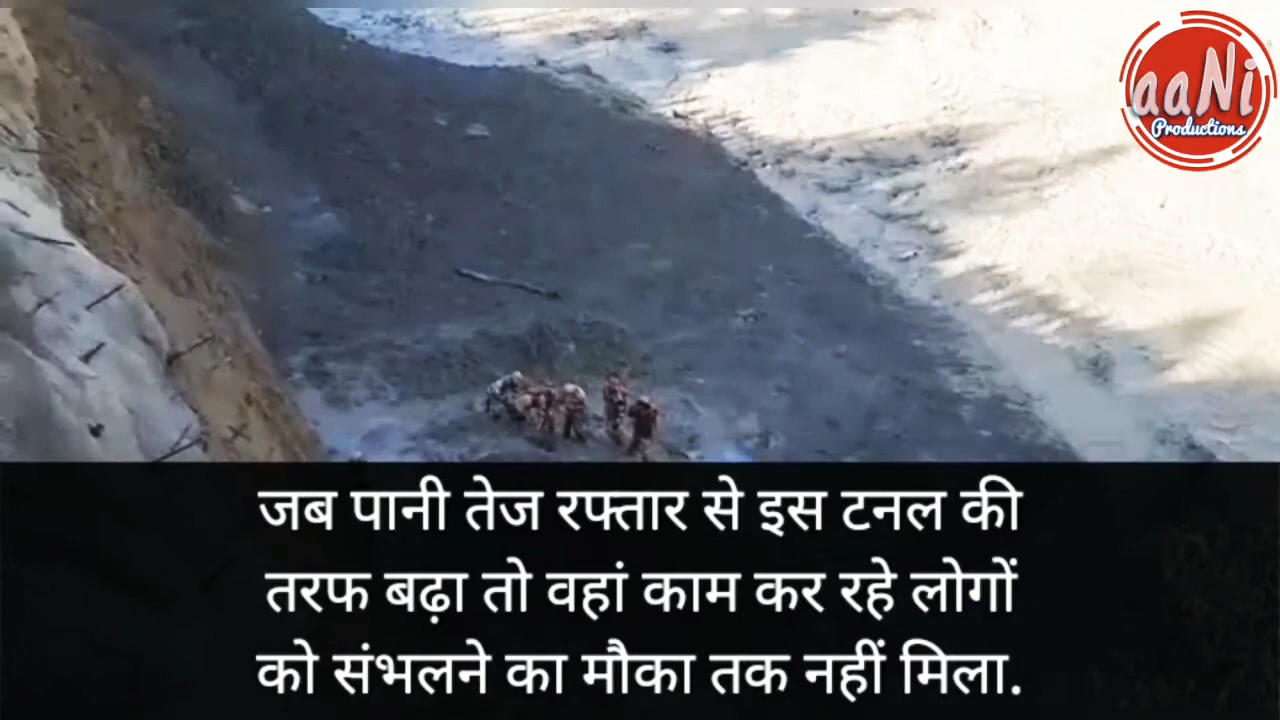 aaNi
Productions
जब पानी तेज रफ्तार से इस टनल की
तरफ बढ़ा तो वहां काम कर रहे लोगों
को संभलने का मौका तक नहीं मिला.